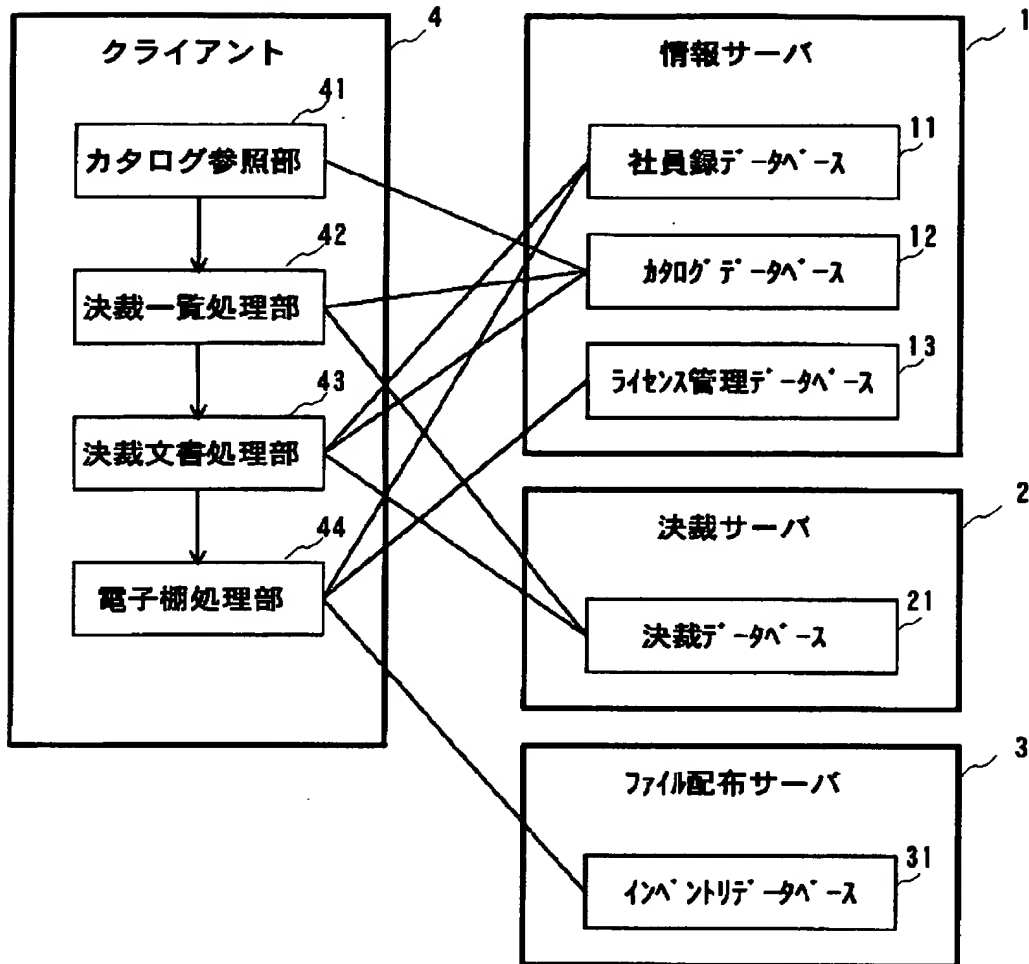 クライアント
4
41
カタログ参照部
42
決裁一覧処理部
43
決裁文書処理部
44
電子棚処理部
情報サーバ
1
11
社員録ﾃﾞｰﾀﾍﾞｰｽ
12
ｶﾀﾛｸﾞﾃﾞｰﾀﾍﾞｰｽ
13
ﾗｲｾﾝｽ管理ﾃﾞｰﾀﾍﾞｰｽ
決裁サーバ
2
21
決裁ﾃﾞｰﾀﾍﾞｰｽ
ﾌｧｲﾙ配布サーバ
3
31
ｲﾝﾍﾞﾝﾄﾘﾃﾞｰﾀﾍﾞｰｽ